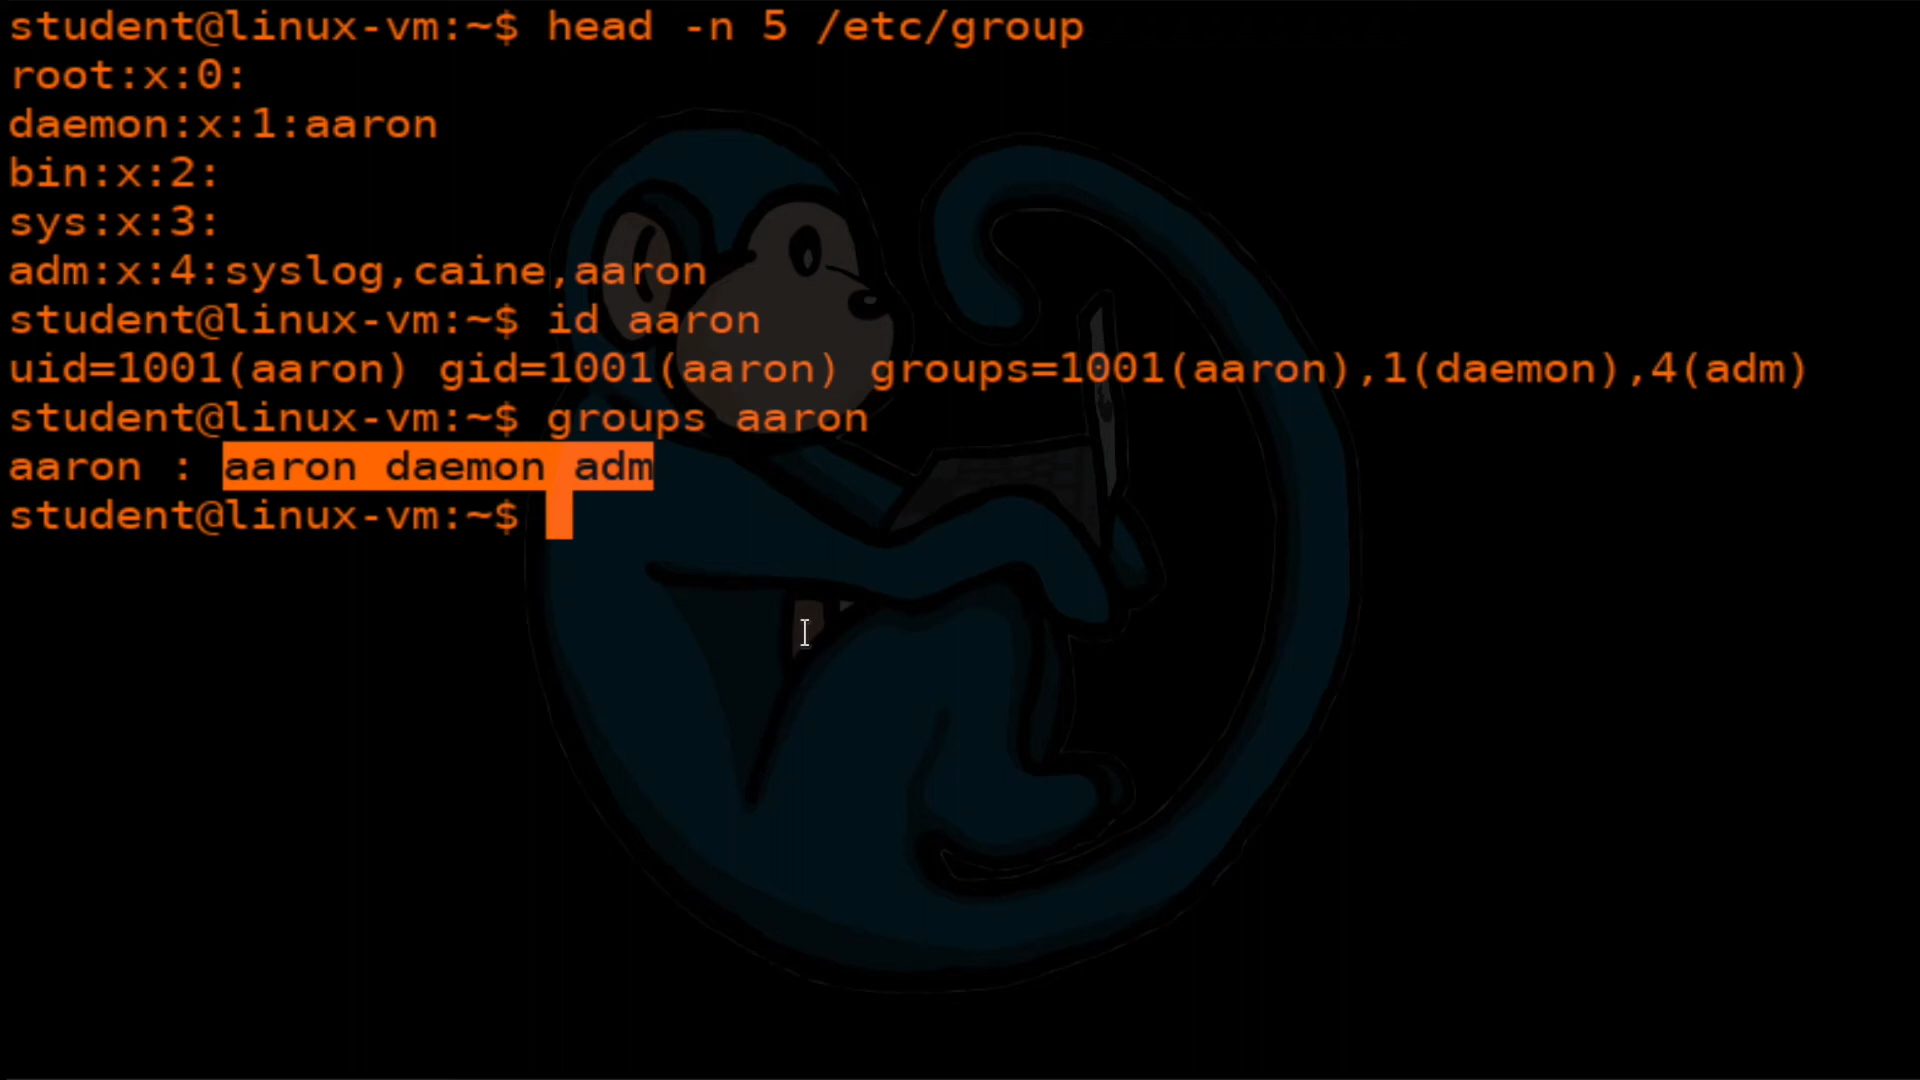 student@linux-vm:~$ head -n 5 /etc/group
root:x:0:
daemon:x:1:aaron
bin:x:2:
sys:x:3:
adm:x:4:syslog,caine,aaron
student@linux-vm:~$ id aaron
uid=1001(aaron) gid=1001(aaron) groups=1001(aaron),1(daemon),4(adm)
student@linux-vm:~$ groups aaron
aaron : aaron daemon adm
student@linux-vm:~$